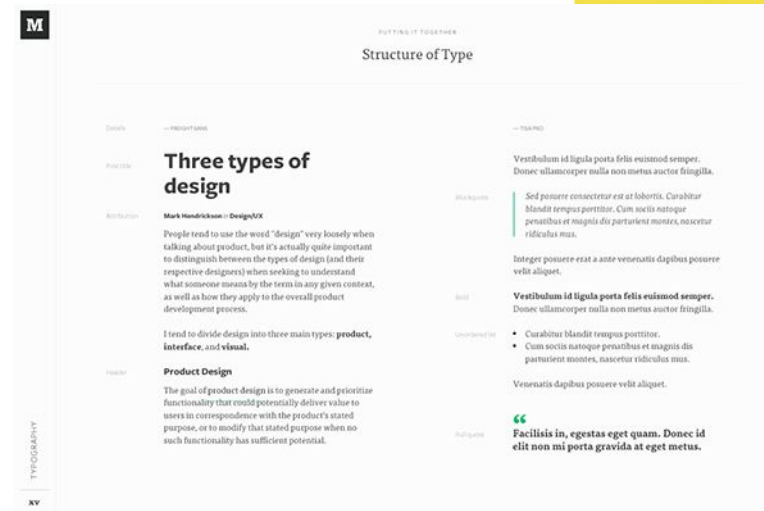 M
PUTTING IT TOGETHER
Structure of Type
Details
— FREIGHT SANS
Post title
Three types of
design
Attribution
Mark Hendrickson in Design/UX
People tend to use the word "design" very loosely when
talking about product, but it's actually quite important
to distinguish between the types of design (and their
respective designers) when seeking to understand
what someone means by the term in any given context,
as well as how they apply to the overall product
development process.
I tend to divide design into three main types: product,
interface, and visual.
Header
Product Design
The goal of product design is to generate and prioritize
functionality that could potentially deliver value to
users in correspondence with the product's stated
purpose, or to modify that stated purpose when no
such functionality has sufficient potential.
— TISA PRO
Vestibulum id ligula porta felis euismod semper.
Donec ullamcorper nulla non metus auctor fringilla.
Blockquote
Sed posuere consectetur est at lobortis. Curabitur
blandit tempus porttitor. Cum sociis natoque
penatibus et magnis dis parturient montes, nascetur
ridiculus mus.
Integer posuere erat a ante venenatis dapibus posuere
velit aliquet.
Bold
Vestibulum id ligula porta felis euismod semper.
Donec ullamcorper nulla non metus auctor fringilla.
Unordered list
• Curabitur blandit tempus porttitor.
• Cum sociis natoque penatibus et magnis dis
parturient montes, nascetur ridiculus mus.
Venenatis dapibus posuere velit aliquet.
Pull quote
“
Facilisis in, egestas eget quam. Donec id
elit non mi porta gravida at eget metus.
TYPOGRAPHY
XV